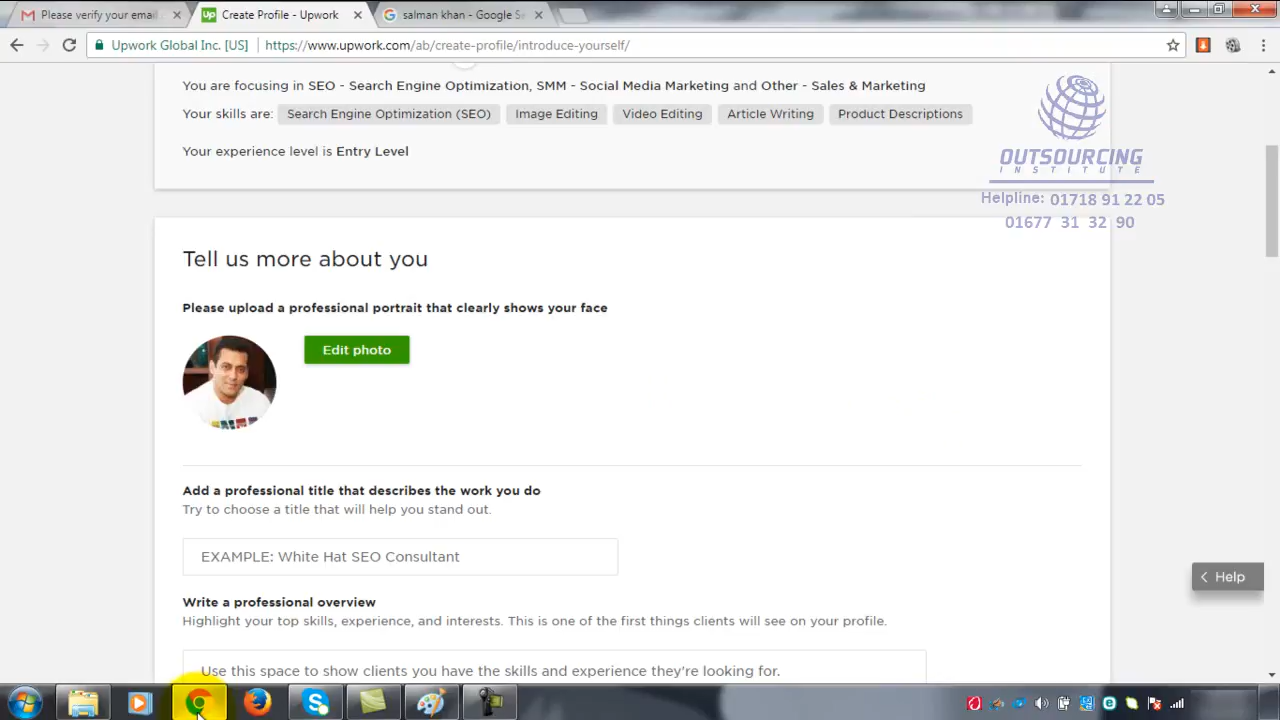 Please verify your email
Create Profile - Upwork
salman khan - Google Se
Upwork Global Inc. [US]
https://www.upwork.com/ab/create-profile/introduce-yourself/
You are focusing in SEO - Search Engine Optimization, SMM - Social Media Marketing and Other - Sales & Marketing
Your skills are: Search Engine Optimization (SEO) Image Editing Video Editing Article Writing Product Descriptions
Your experience level is Entry Level
OUTSOURCING
INSTITUTE
Helpline: 01718 91 22 05
01677 31 32 90
Tell us more about you
Please upload a professional portrait that clearly shows your face
Edit photo
Add a professional title that describes the work you do
Try to choose a title that will help you stand out.
EXAMPLE: White Hat SEO Consultant
Help
Write a professional overview
Highlight your top skills, experience, and interests. This is one of the first things clients will see on your profile.
Use this space to show clients you have the skills and experience they're looking for.